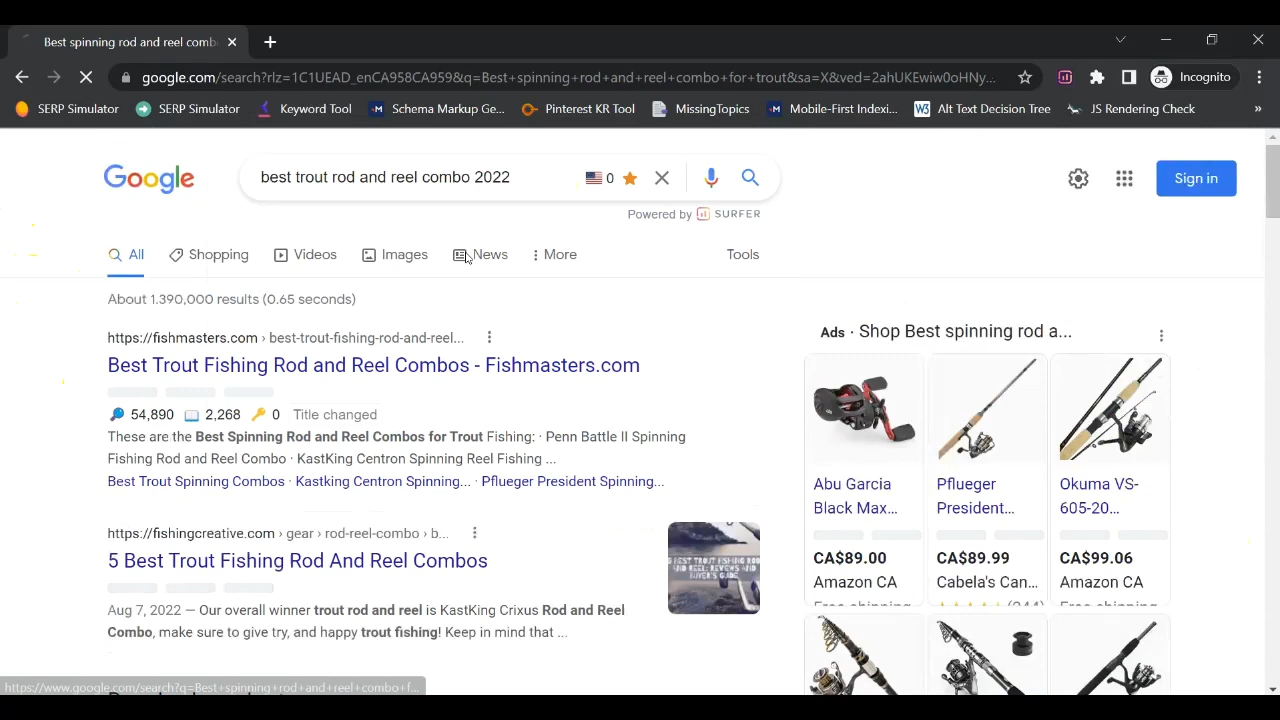 Best spinning rod and reel comb
google.com/search?rlz=1C1UEAD_enCA958CA959&q=Best+spinning+rod+and+reel+combo+for+trout&sa=X&ved=2ahUKEwiw0oHNy...
Incognito
SERP Simulator
SERP Simulator
Keyword Tool
Schema Markup Ge...
Pinterest KR Tool
MissingTopics
Mobile-First Indexi...
Alt Text Decision Tree
JS Rendering Check
»
Google
best trout rod and reel combo 2022
0
Sign in
Powered by SURFER
All
Shopping
Videos
Images
News
More
Tools
About 1.390,000 results (0.65 seconds)
https://fishmasters.com › best-trout-fishing-rod-and-reel...
Best Trout Fishing Rod and Reel Combos - Fishmasters.com
54,890 2,268 0 Title changed
These are the Best Spinning Rod and Reel Combos for Trout Fishing: · Penn Battle II Spinning
Fishing Rod and Reel Combo · KastKing Centron Spinning Reel Fishing ...
Best Trout Spinning Combos · Kastking Centron Spinning... · Pflueger President Spinning...
https://fishingcreative.com › gear › rod-reel-combo › b...
5 Best Trout Fishing Rod And Reel Combos
Aug 7, 2022 — Our overall winner trout rod and reel is KastKing Crixus Rod and Reel
Combo, make sure to give try, and happy trout fishing! Keep in mind that ...
Ads · Shop Best spinning rod a...
Abu Garcia
Black Max...
CA$89.00
Amazon CA
Free shipping
Pflueger
President...
CA$89.99
Cabela's Can...
(244)
Okuma VS-
605-20...
CA$99.06
Amazon CA
Free shipping
https://www.google.com/search?q=Best+spinning+rod+and+reel+combo+f...